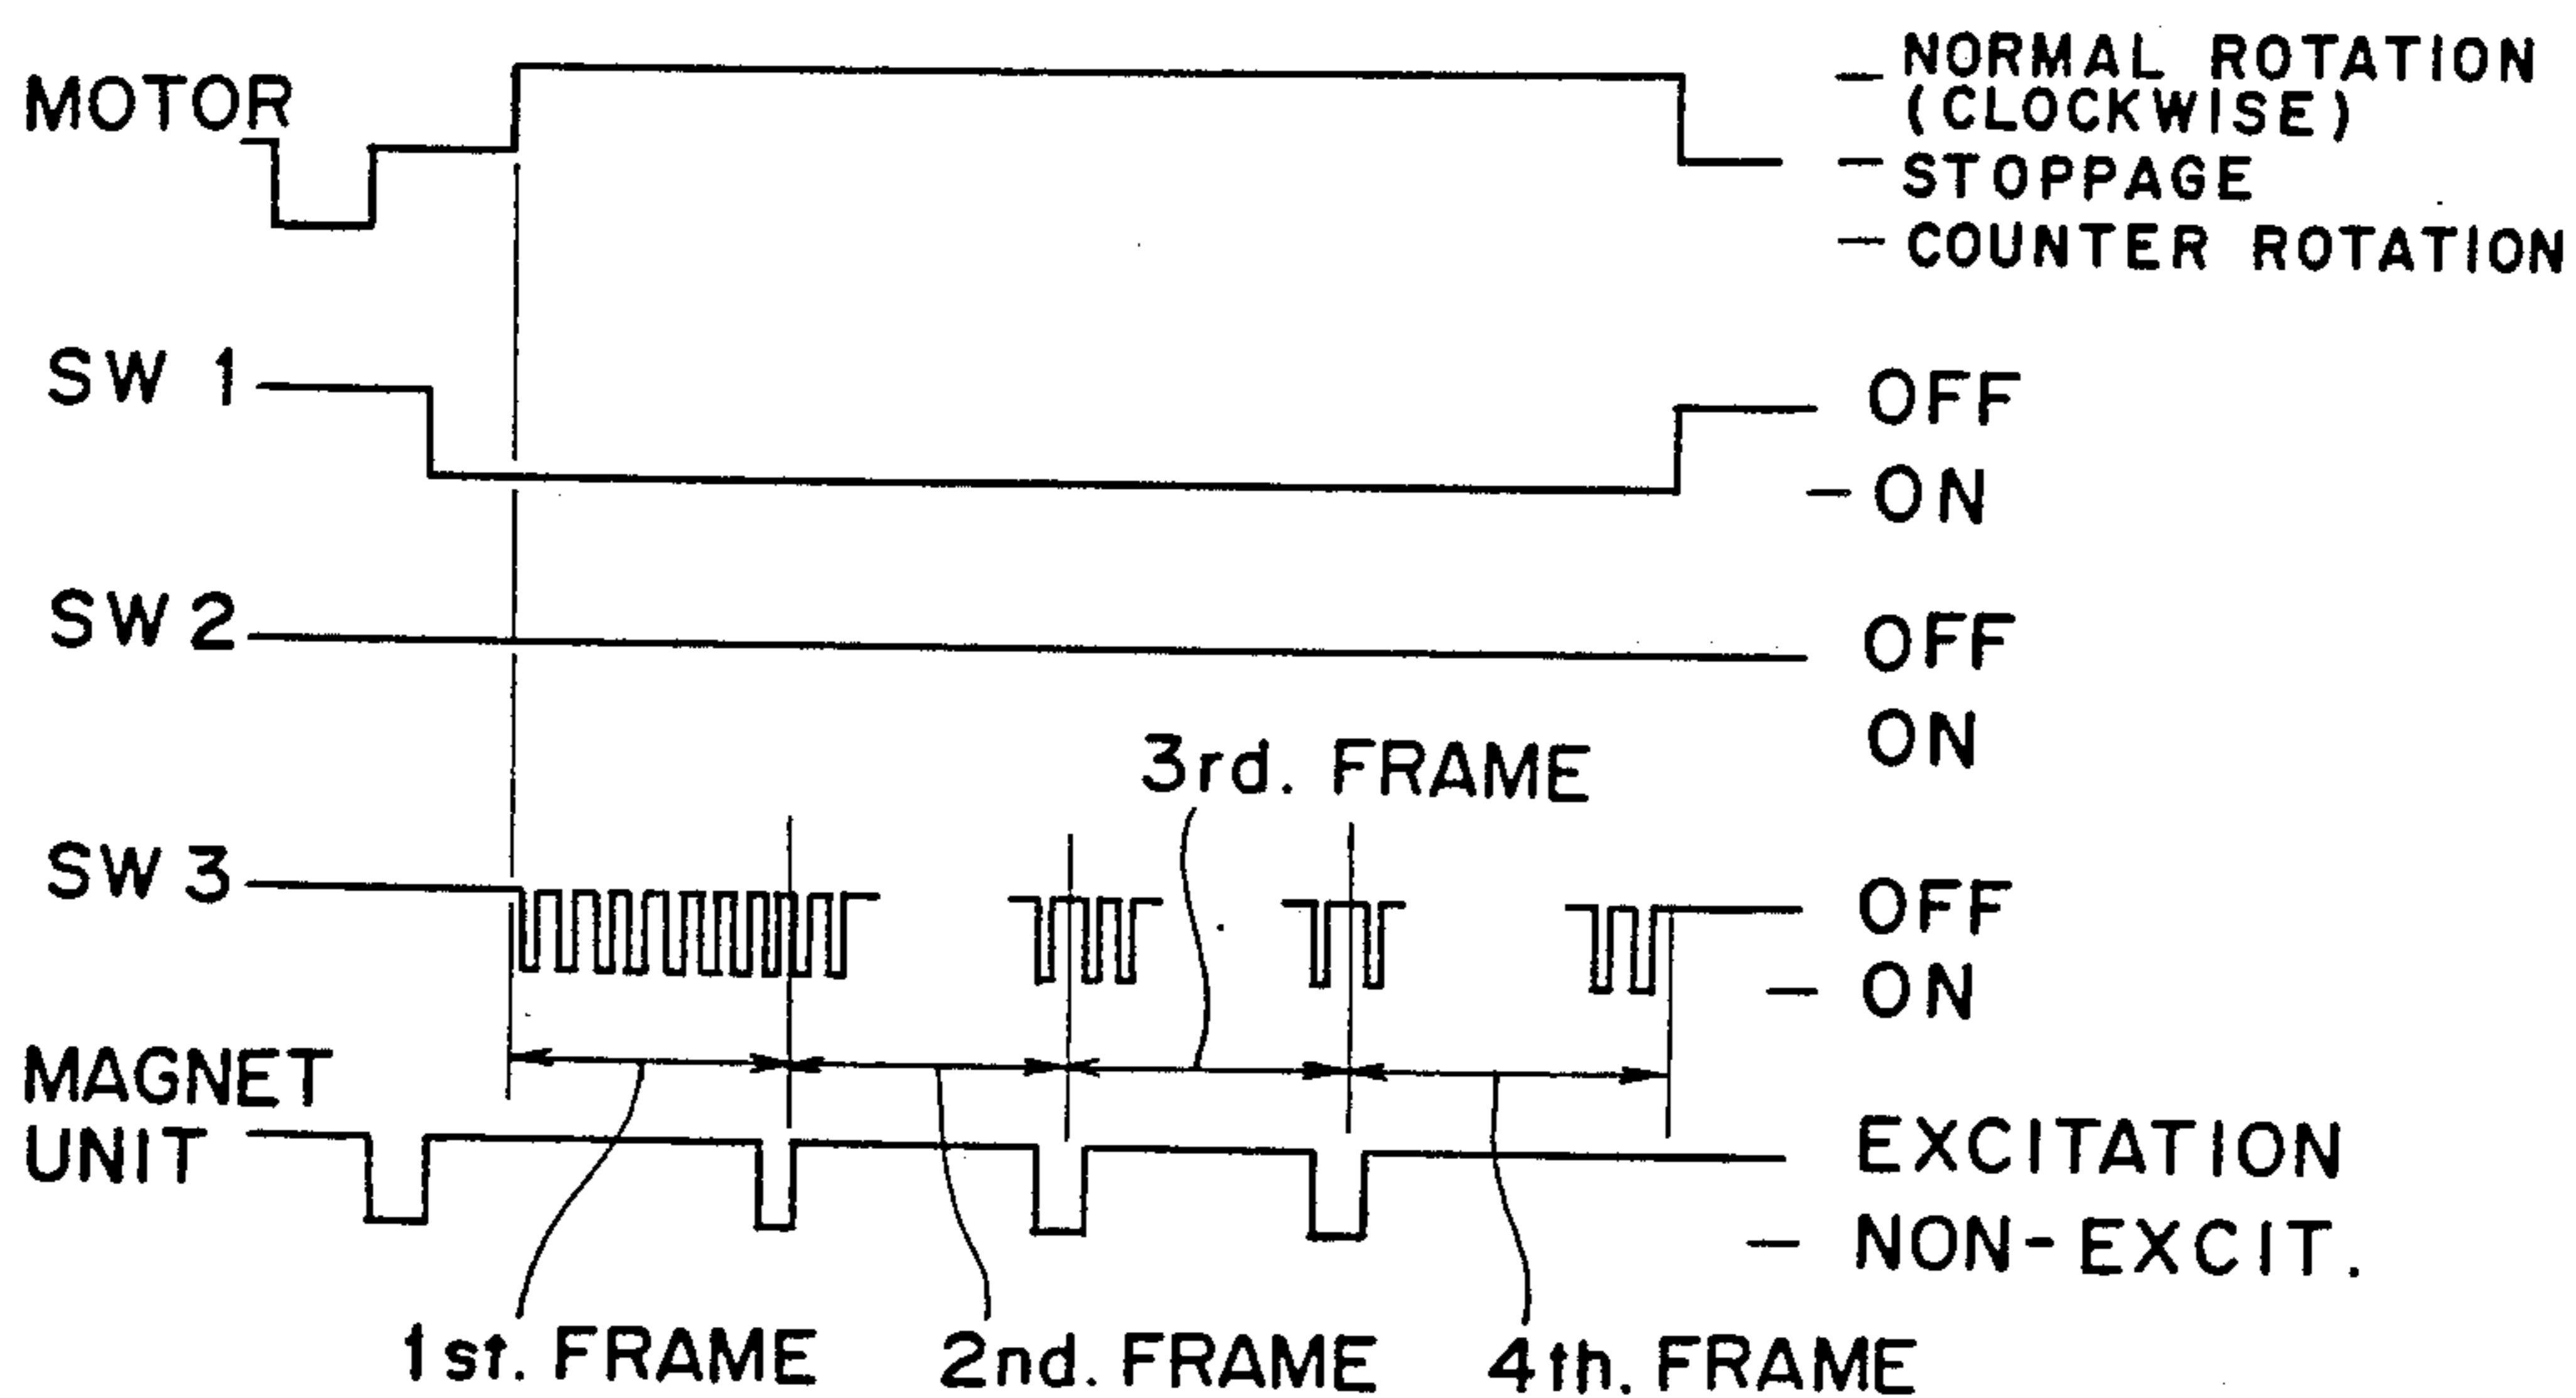 MOTOR
— NORMAL ROTATION
(CLOCKWISE)
— STOPPAGE
— COUNTER ROTATION
SW 1
OFF
— ON
SW 2
OFF
ON
3rd. FRAME
SW 3
OFF
— ON
MAGNET
UNIT
EXCITATION
— NON-EXCIT.
1st. FRAME
2nd. FRAME
4th. FRAME